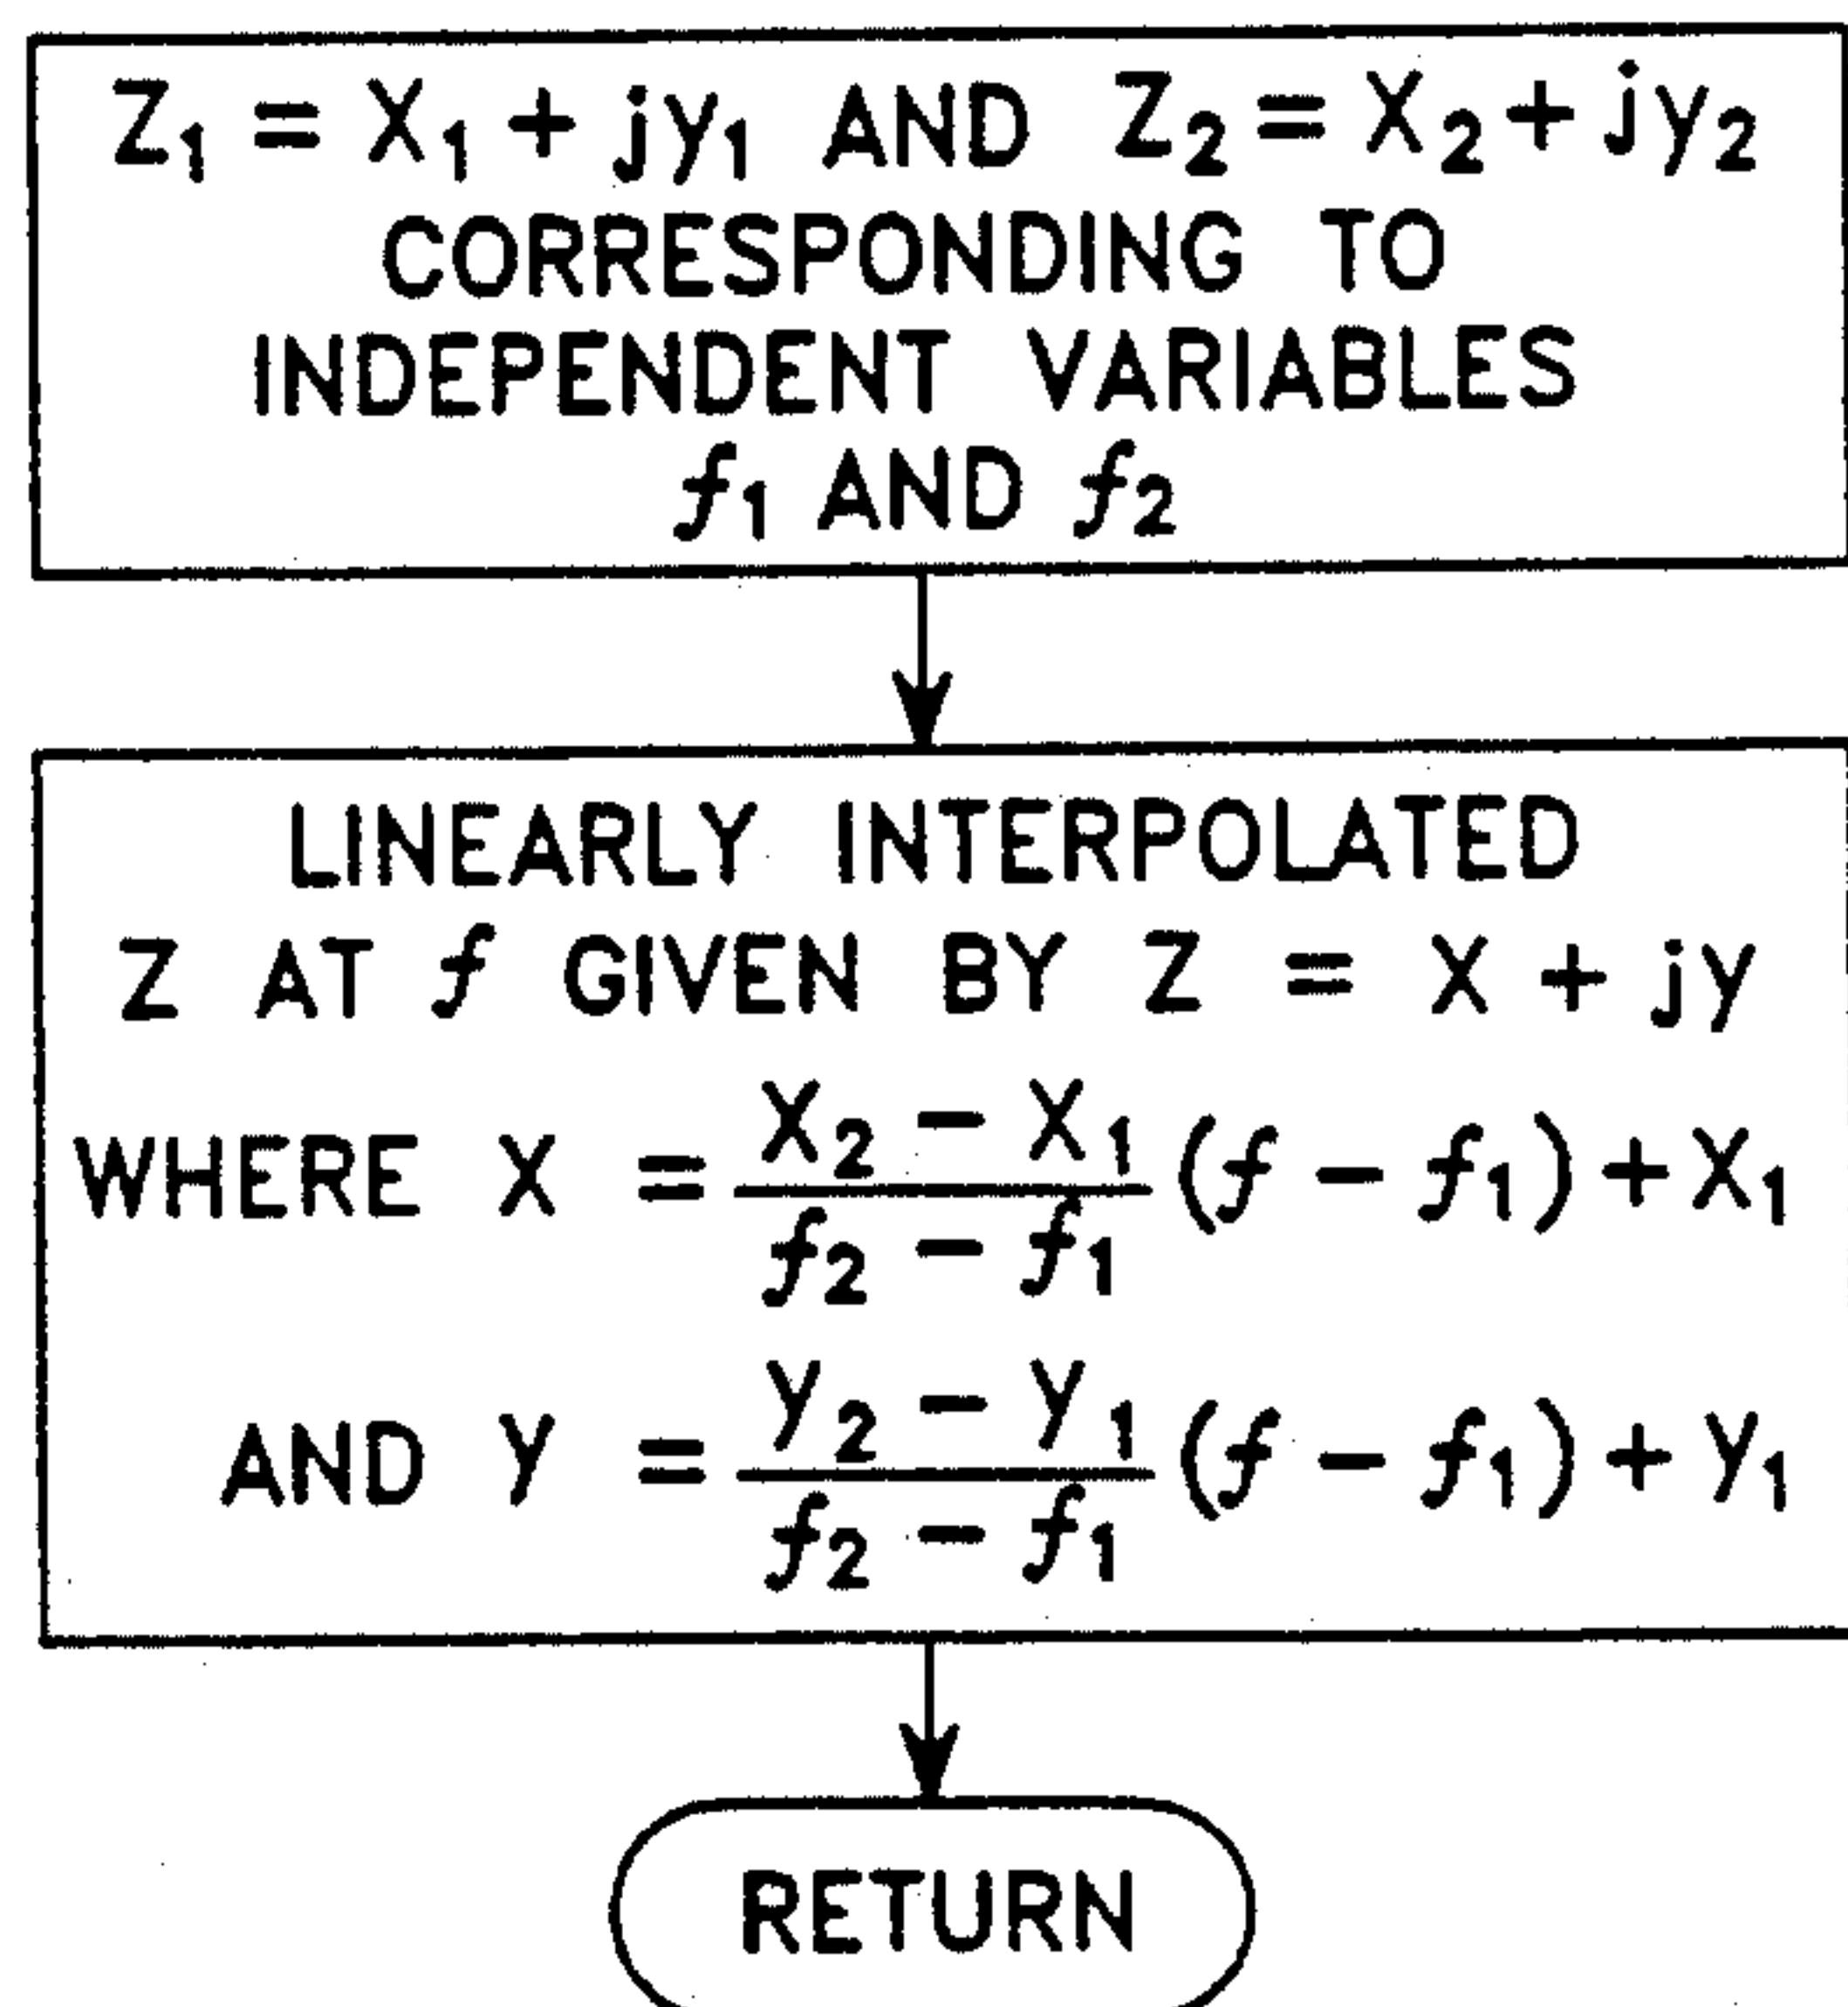 Z₁ = X₁ + jy₁ AND Z₂ = X₂ + jy₂
CORRESPONDING TO
INDEPENDENT VARIABLES
f₁ AND f₂
LINEARLY INTERPOLATED
Z AT f GIVEN BY Z = X + jy
WHERE X = (X₂ − X₁)/(f₂ − f₁) (f − f₁) + X₁
AND y = (y₂ − y₁)/(f₂ − f₁) (f − f₁) + y₁
RETURN